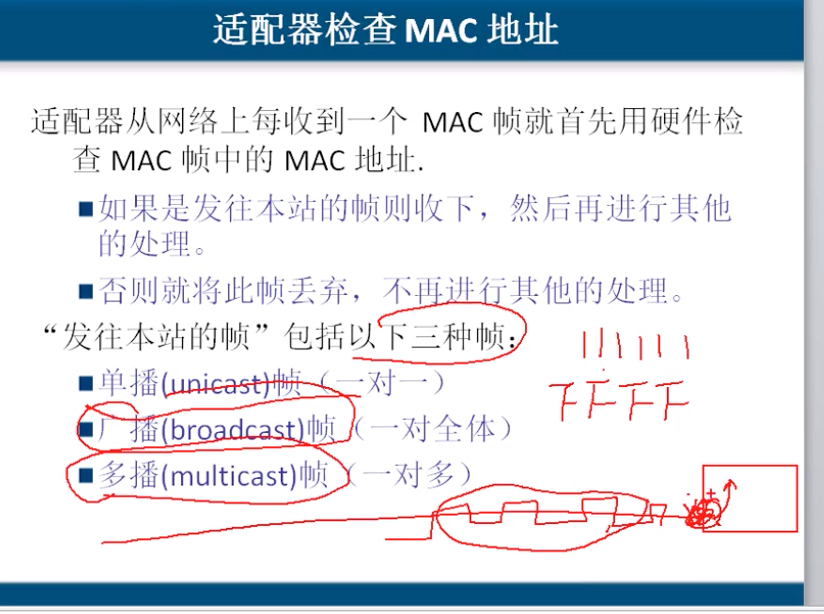 适配器检查 MAC 地址
适配器从网络上每收到一个 MAC 帧就首先用硬件检
查 MAC 帧中的 MAC 地址.
■如果是发往本站的帧则收下，然后再进行其他
的处理。
■否则就将此帧丢弃，不再进行其他的处理。
“发往本站的帧”包括以下三种帧：
111111
■单播(unicast)帧（一对一）
FFFF
■广播(broadcast)帧（一对全体）
■多播(multicast)帧（一对多）